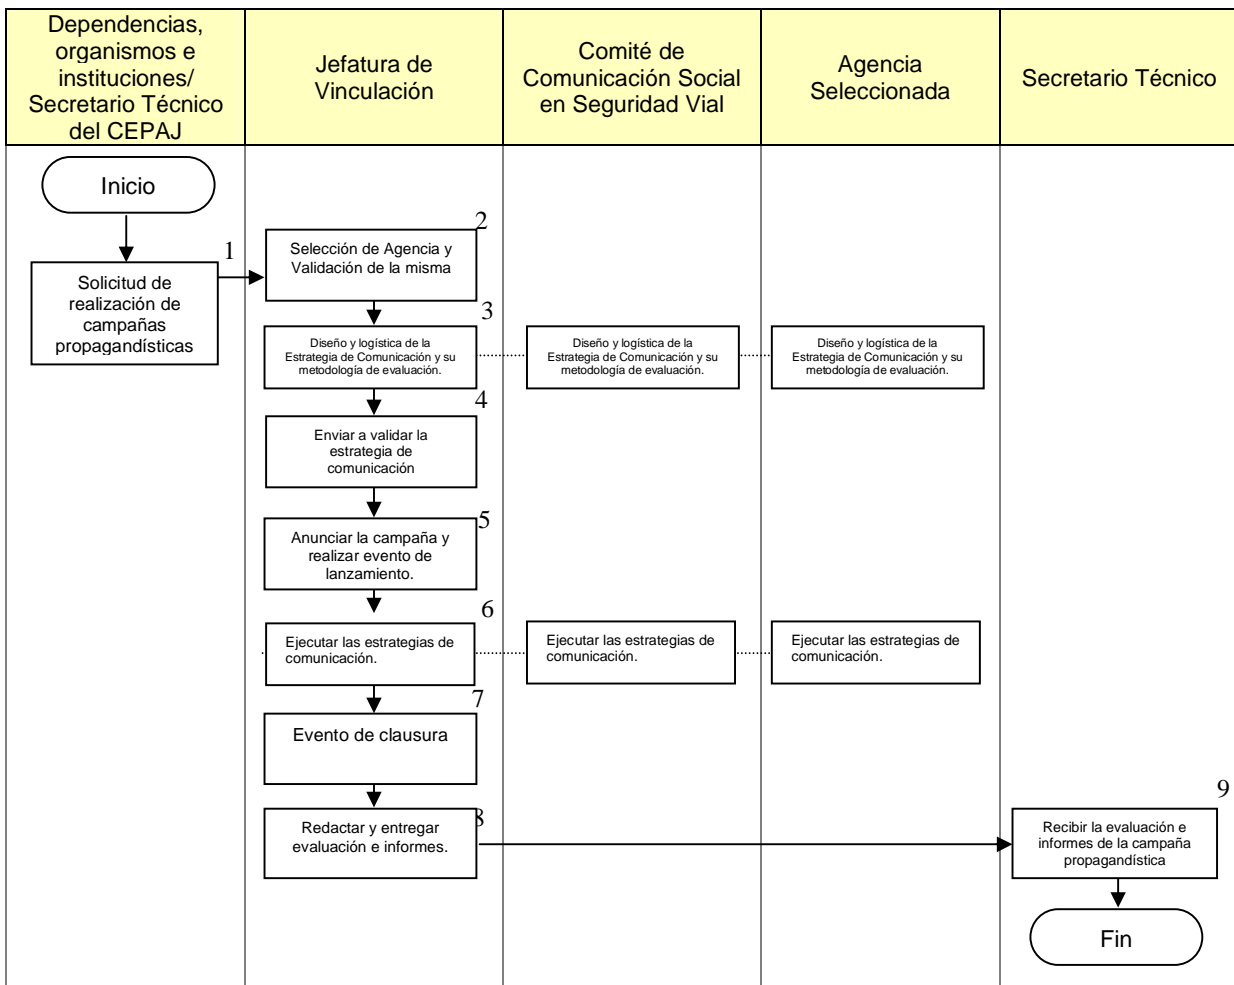 Dependencias,
organismos e
instituciones/
Secretario Técnico
del CEPAJ
Jefatura de
Vinculación
Comité de
Comunicación Social
en Seguridad Vial
Agencia
Seleccionada
Secretario Técnico
Inicio
1
Solicitud de
realización de
campañas
propagandísticas
2
Selección de Agencia y
Validación de la misma
3
Diseño y logística de la
Estrategia de Comunicación y su
metodología de evaluación.
Diseño y logística de la
Estrategia de Comunicación y su
metodología de evaluación.
Diseño y logística de la
Estrategia de Comunicación y su
metodología de evaluación.
4
Enviar a validar la
estrategia de
comunicación
5
Anunciar la campaña y
realizar evento de
lanzamiento.
6
Ejecutar las estrategias de
comunicación.
Ejecutar las estrategias de
comunicación.
Ejecutar las estrategias de
comunicación.
7
Evento de clausura
8
Redactar y entregar
evaluación e informes.
9
Recibir la evaluación e
informes de la campaña
propagandística
Fin